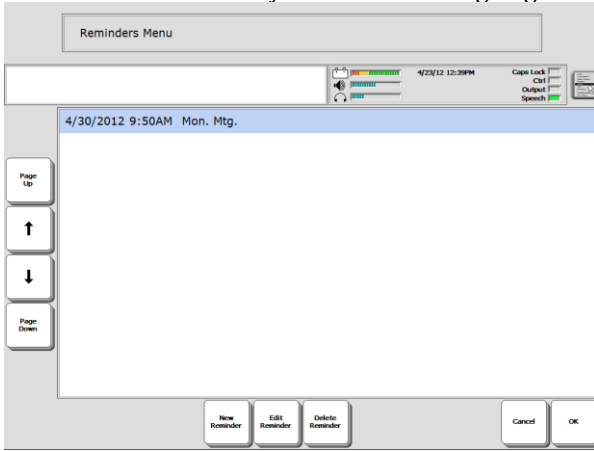 Reminders Menu
4/23/12 12:39PM
Caps Lock
Ctrl
Output
Speech
4/30/2012 9:50AM Mon. Mtg.
Page
Up
↑
↓
Page
Down
New
Reminder
Edit
Reminder
Delete
Reminder
Cancel
OK